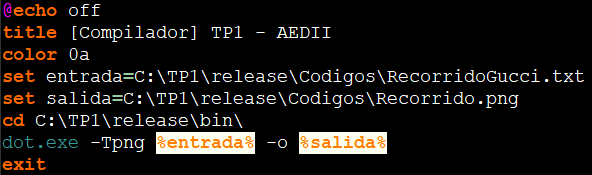 @echo off
title [Compilador] TP1 - AEDII
color 0a
set entrada=C:\TP1\release\Codigos\RecorridoGucci.txt
set salida=C:\TP1\release\Codigos\Recorrido.png
cd C:\TP1\release\bin\
dot.exe -Tpng %entrada% -o %salida%
exit